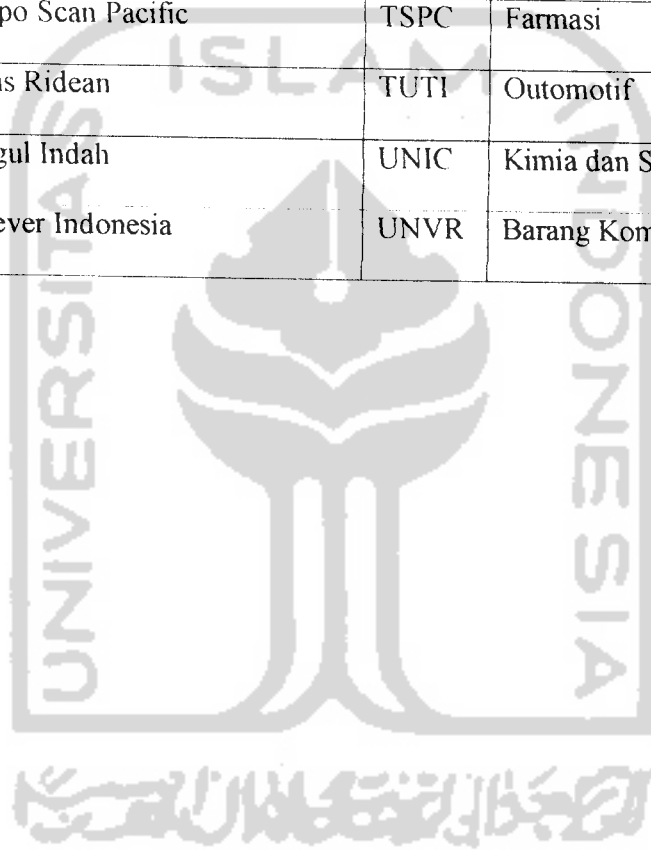 po Scan Pacific TSPC Farmasi
as Ridean TUTI Outomotif
gul Indah UNIC Kimia dan S
ever Indonesia UNVR Barang Kom
ISLAM
UNIVERSITAS
INDONESIA